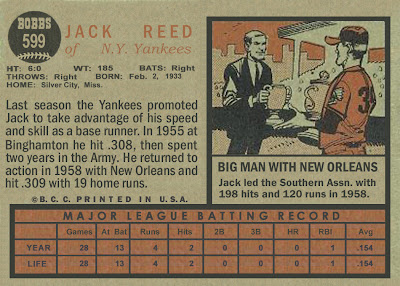 BOBBS
599
JACK REED
of N.Y. Yankees
HT: 6:0 WT: 185 BATS: Right
THROWS: Right BORN: Feb. 2, 1933
HOME: Silver City, Miss.
Last season the Yankees promoted
Jack to take advantage of his speed
and skill as a base runner. In 1955 at
Binghamton he hit .308, then spent
two years in the Army. He returned to
action in 1958 with New Orleans and
hit .309 with 19 home runs.
© B. C. C. PRINTED IN U.S.A.
3
BIG MAN WITH NEW ORLEANS
Jack led the Southern Assn. with
198 hits and 120 runs in 1958.
MAJOR LEAGUE BATTING RECORD
Games At Bat Runs Hits 2B 3B HR RBI Avg
YEAR 28 13 4 2 0 0 0 1 .154
LIFE 28 13 4 2 0 0 0 1 .154